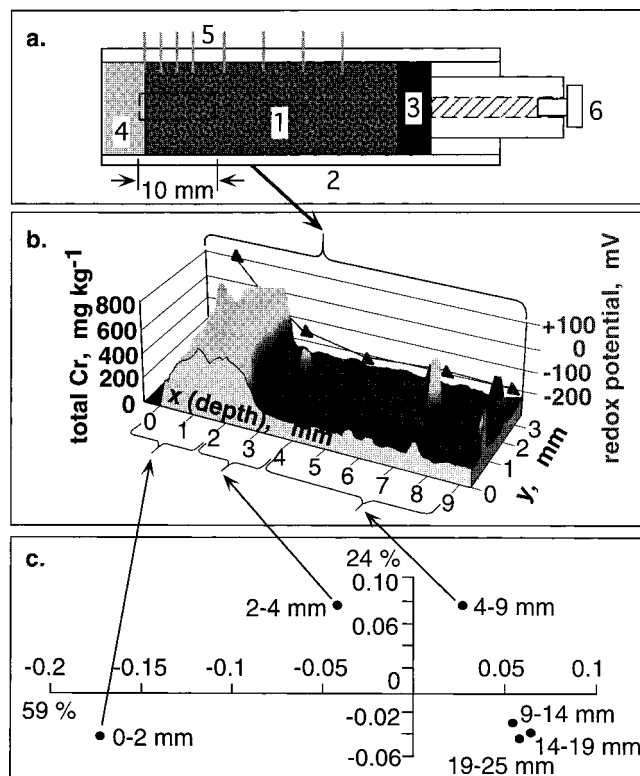 a.
5
1
3
4
6
10 mm
2
b.
total Cr, mg kg-1
800
600
400
200
0
redox potential, mV
+100
0
-100
-200
x (depth), mm
0 1 2 3 4 5 6 7 8 9
y, mm
0 1 2 3
c.
24 %
0.10
0.06
0
-0.02
-0.06
-0.2 -0.15 -0.1 -0.05 0.05 0.1
59 %
2-4 mm
4-9 mm
0-2 mm
9-14 mm
14-19 mm
19-25 mm